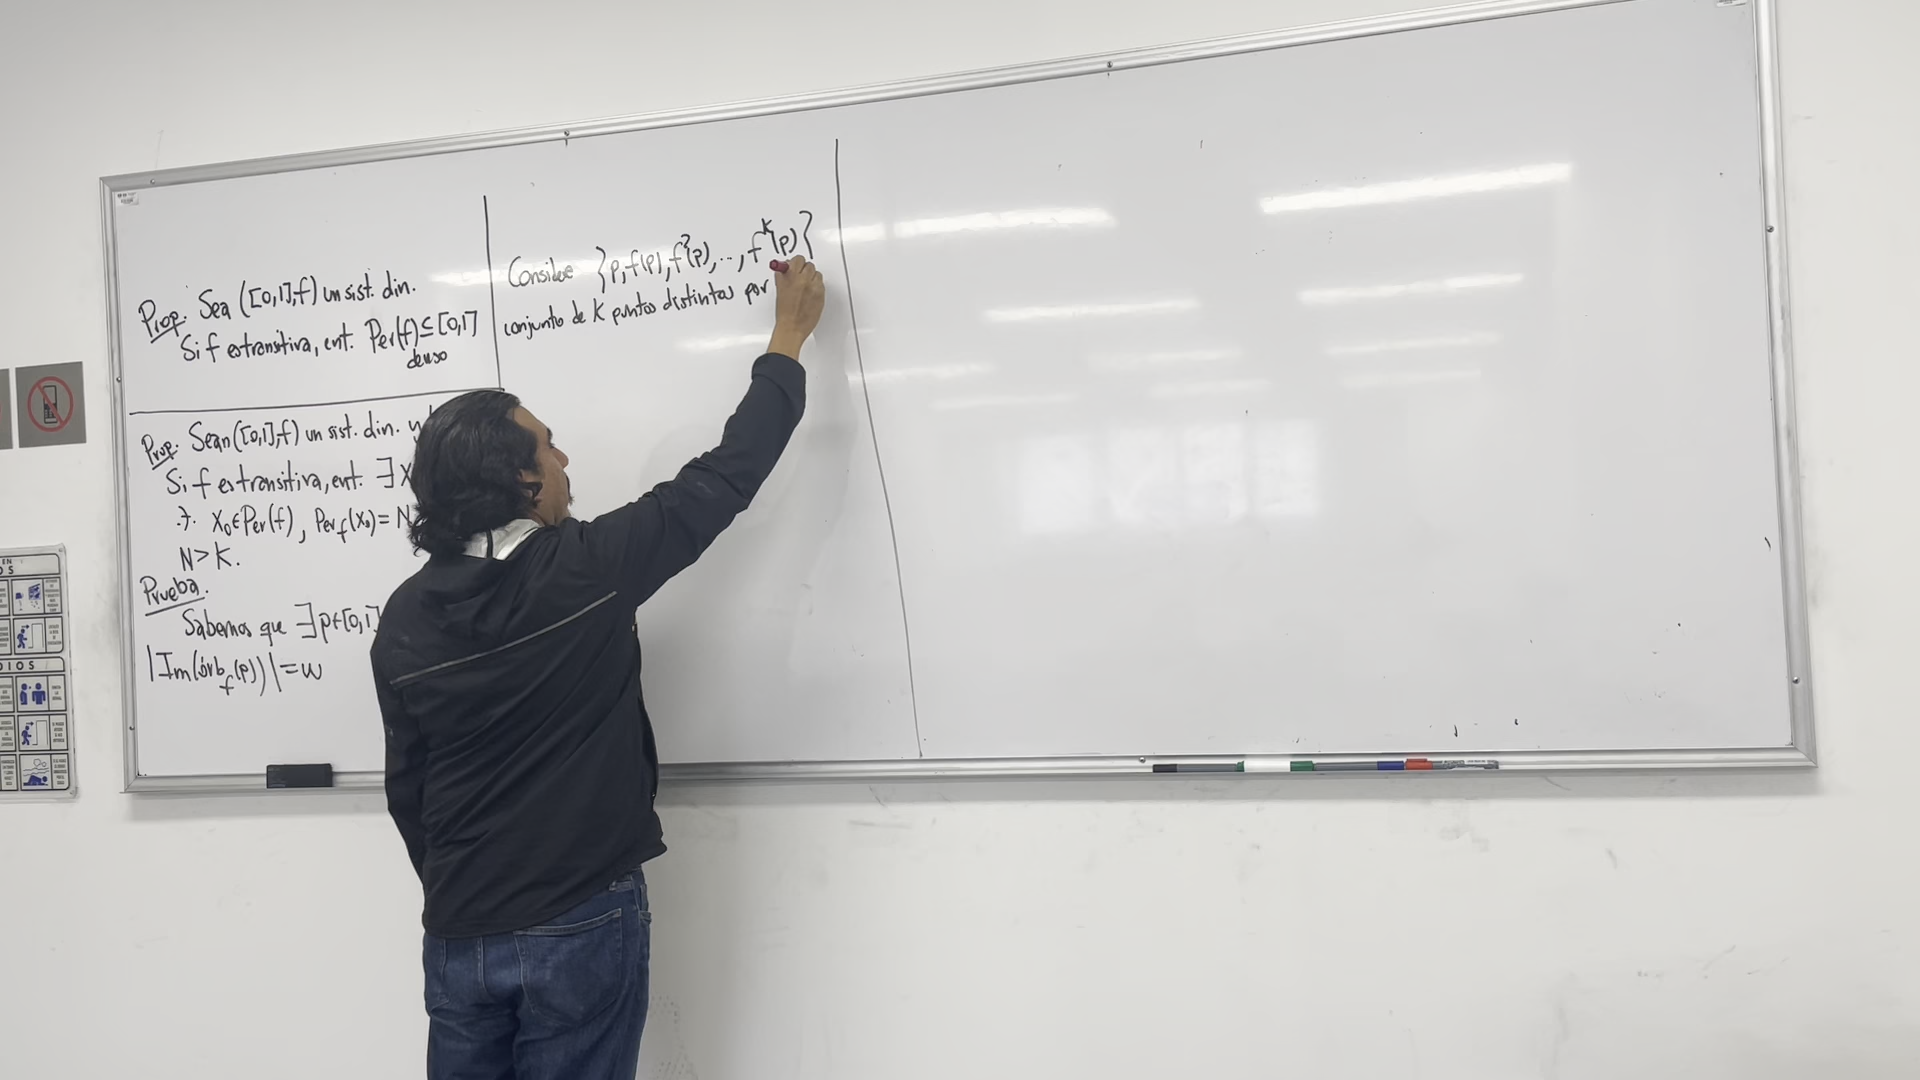 Prop: Sea ([0,1],f) un sist. din.
Si f es transitiva, ent. Per(f) ⊆ [0,1]
denso
Prop: Sean ([0,1],f) un sist. din. y
Si f es transitiva, ent. ∃ X
.∋. X₀ ∈ Per(f), Per_f(X₀) = N
N > K.
Prueba.
Sabemos que ∃ p ∈ [0,1]
|Im(órb_f(p))| = ω
Considere {p, f(p), f²(p), .., f^K(p)}
conjunto de K puntos distintos por